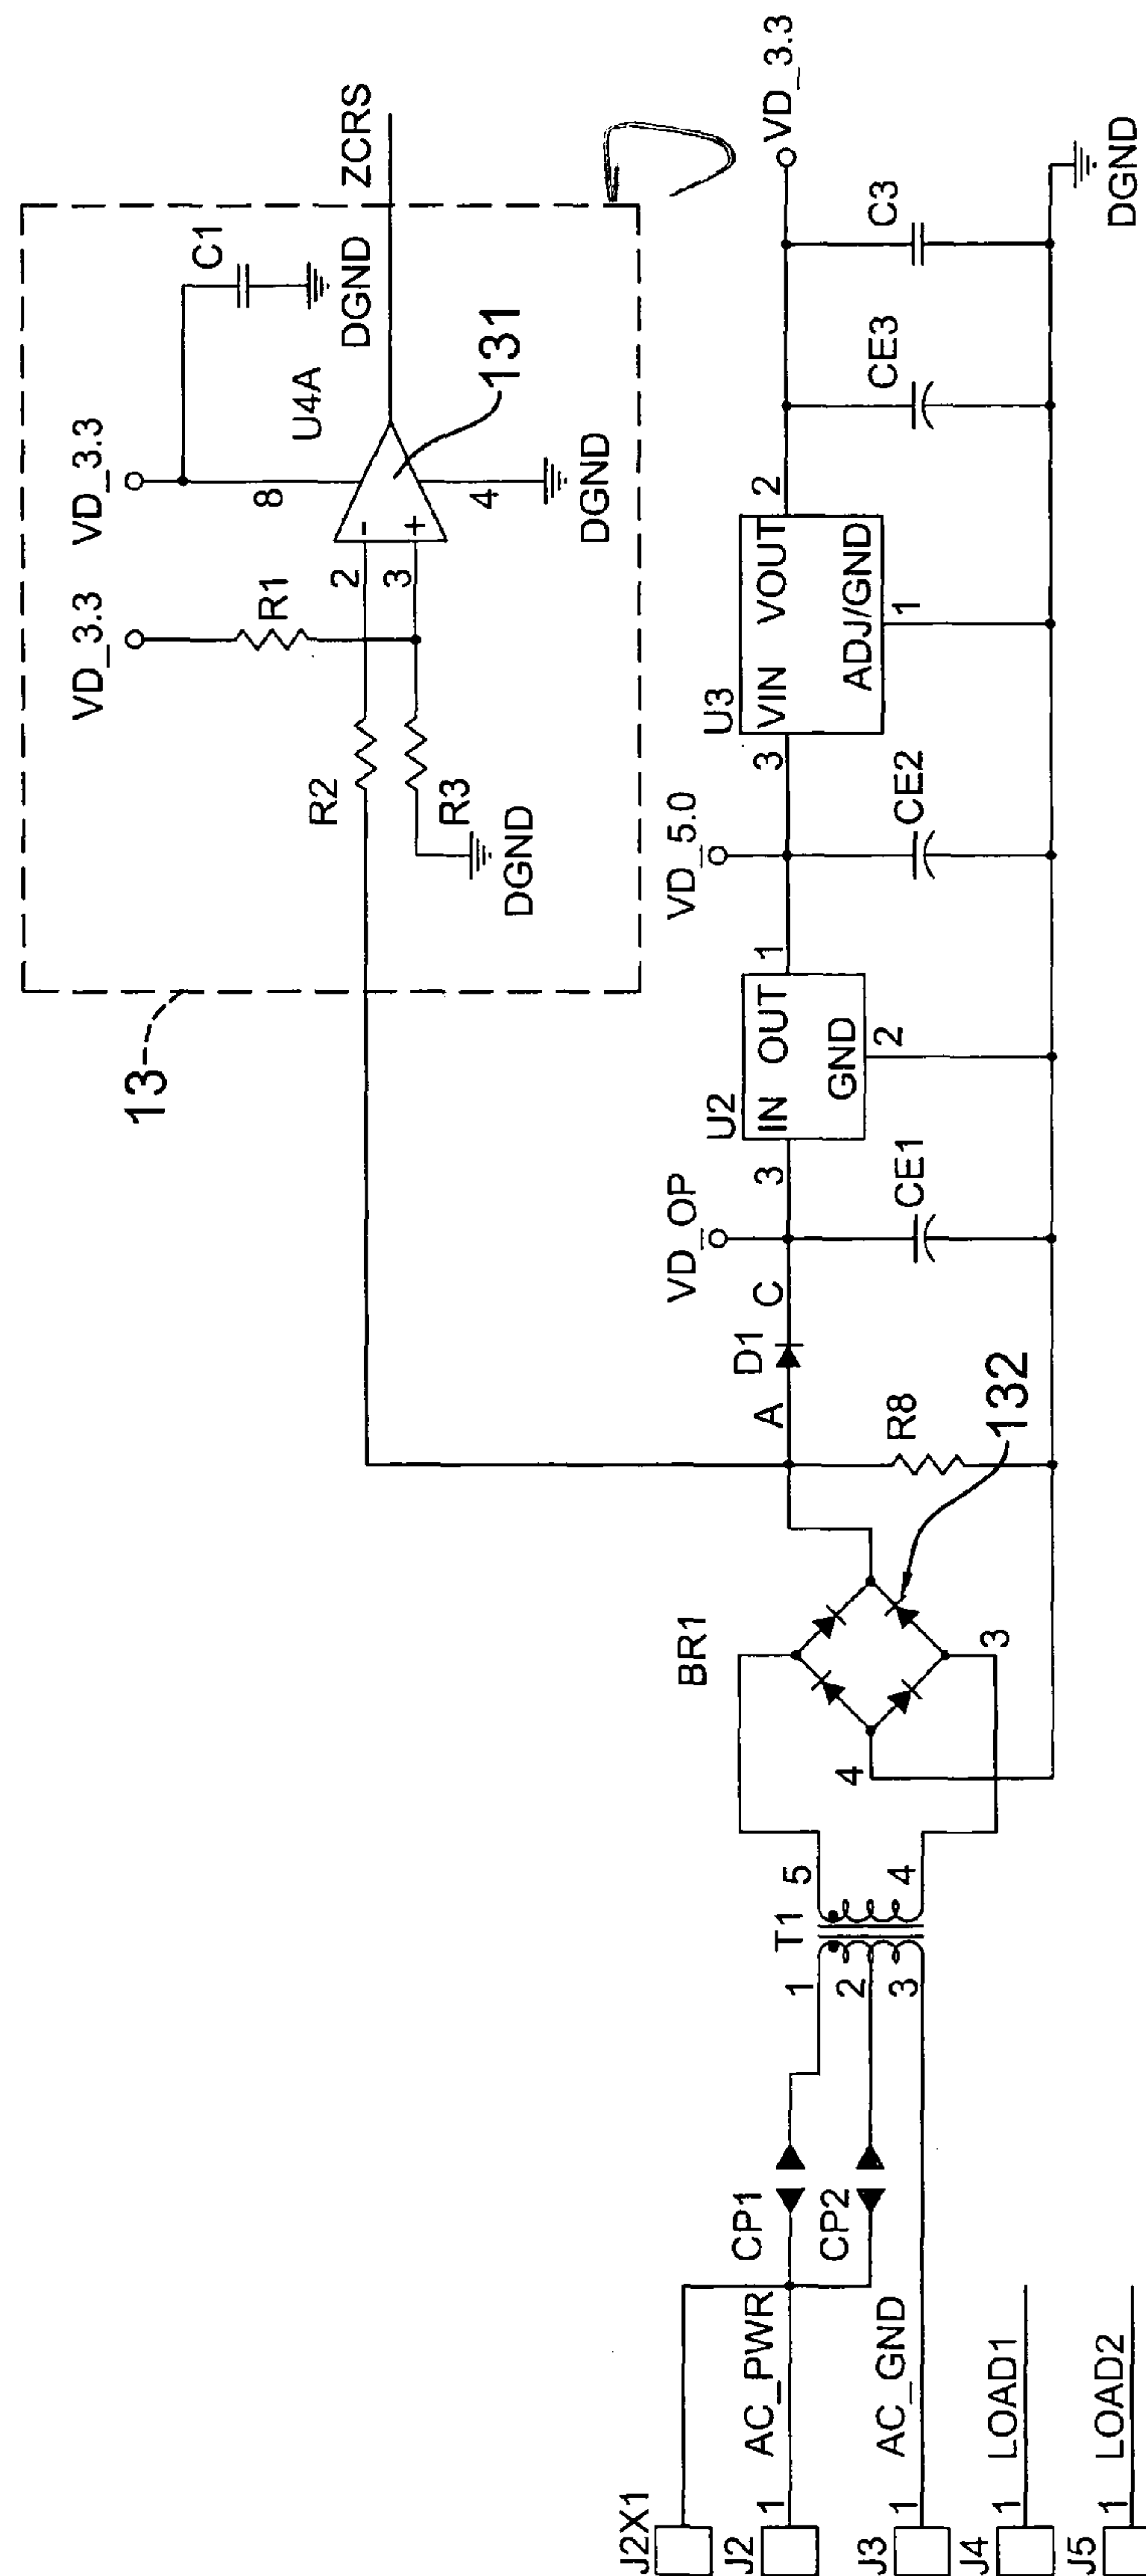 13
VD_3.3
VD_3.3
C1
DGND
R1
8
U4A
ZCRS
R2
2
-
3
+
131
4
R3
DGND
DGND
BR1
T1
5
4
4
3
132
A
D1
C
R8
VD_OP
CE1
U2
3
IN
OUT
1
GND
2
VD_5.0
CE2
U3
3
VIN
VOUT
2
ADJ/GND
1
CE3
C3
VD_3.3
DGND
J2X1
J2
1
AC_PWR
CP1
CP2
1
2
3
J3
1
AC_GND
J4
1
LOAD1
J5
1
LOAD2